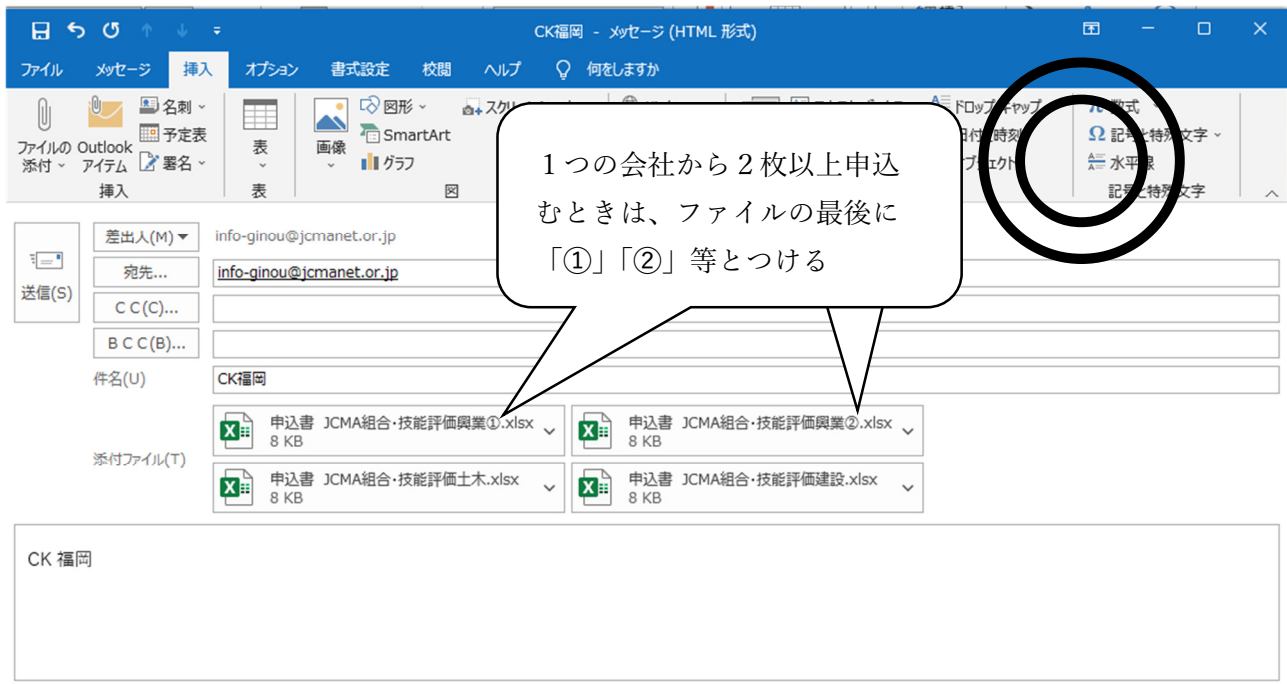 CK福岡 - メッセージ (HTML 形式)
ファイル メッセージ 挿入 オプション 書式設定 校閲 ヘルプ 何をしますか
名刺
予定表
署名
ファイルの添付
Outlook アイテム
挿入
表
表
画像
図形
SmartArt
グラフ
図
ドロップ キャップ
数式
Ω 記号と特殊文字
水平線
記号と特殊文字
1つの会社から2枚以上申込
むときは、ファイルの最後に
「①」「②」等とつける
送信(S)
差出人(M) info-ginou@jcmanet.or.jp
宛先... info-ginou@jcmanet.or.jp
C C(C)...
B C C(B)...
件名(U) CK福岡
添付ファイル(T)
申込書 JCMA組合・技能評価興業①.xlsx
8 KB
申込書 JCMA組合・技能評価興業②.xlsx
8 KB
申込書 JCMA組合・技能評価土木.xlsx
8 KB
申込書 JCMA組合・技能評価建設.xlsx
8 KB
CK 福岡